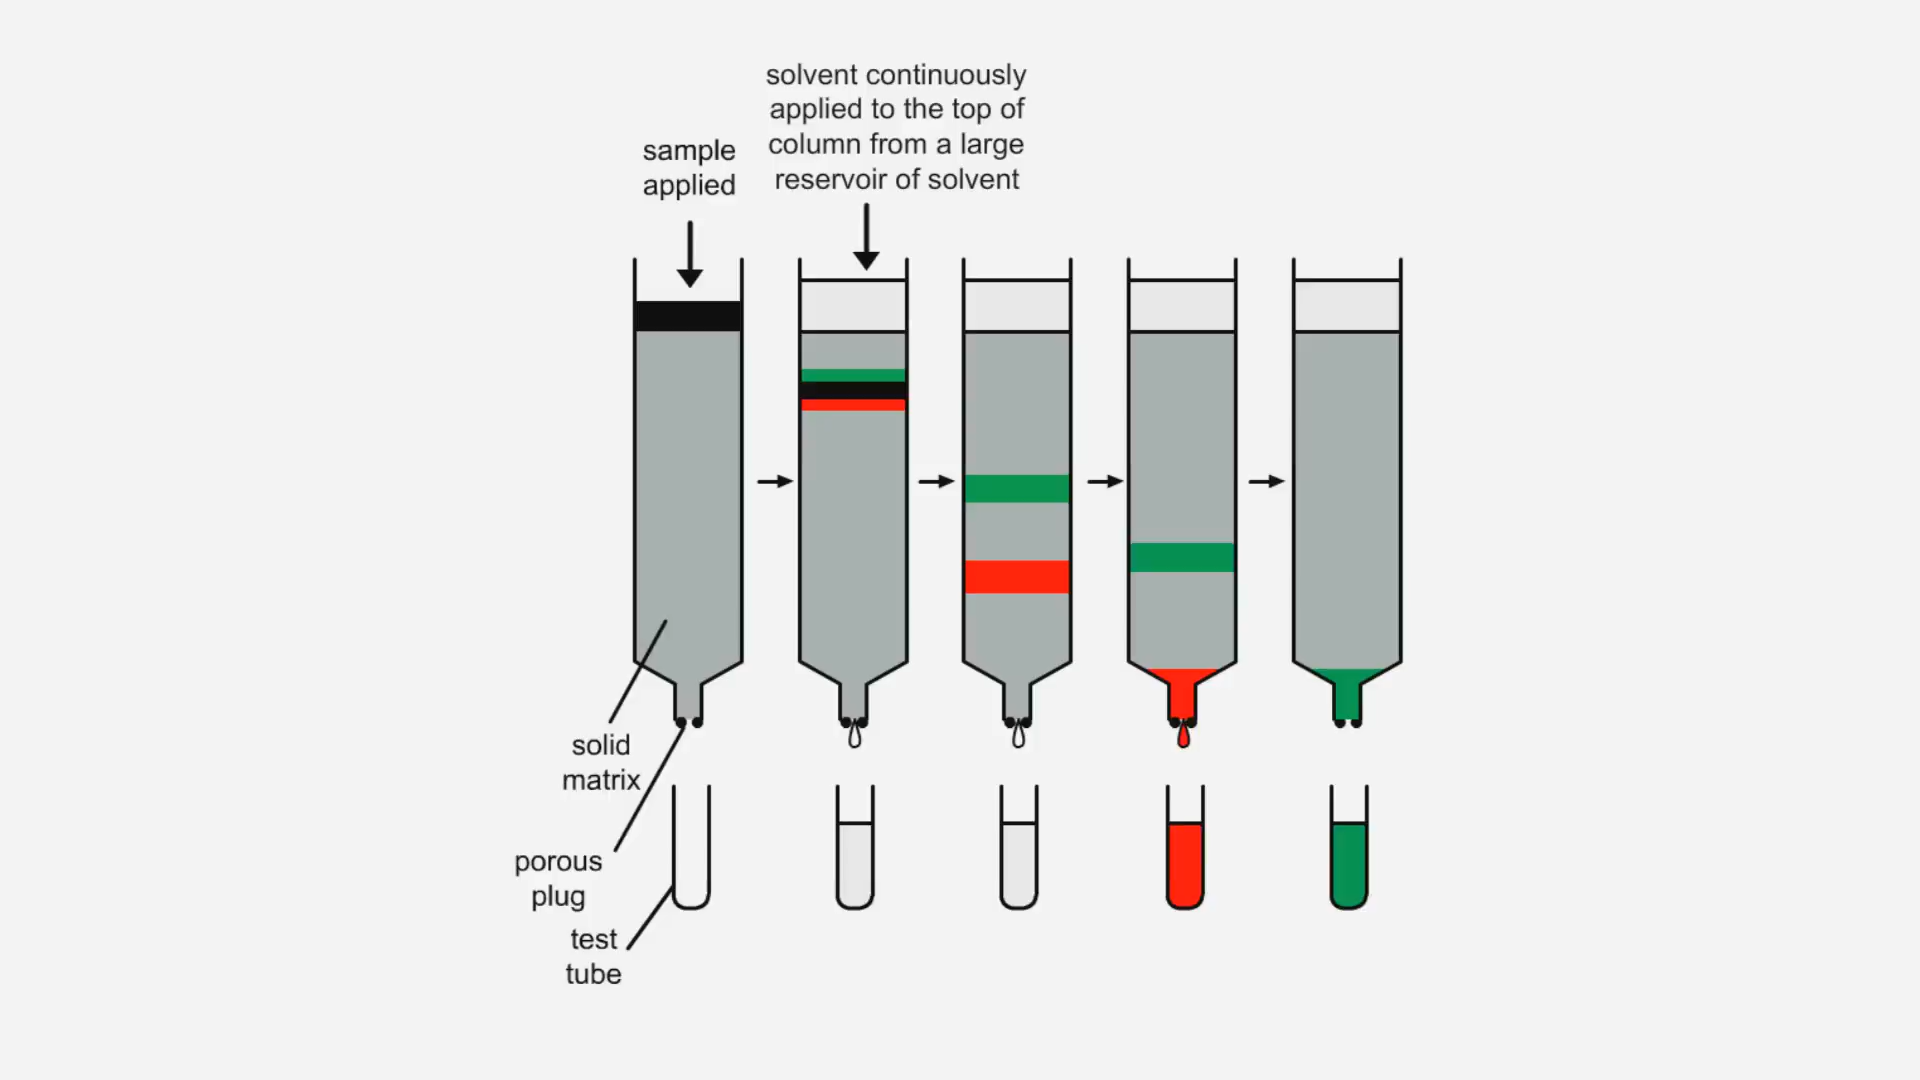 sample
applied
solvent continuously
applied to the top of
column from a large
reservoir of solvent
solid
matrix
porous
plug
test
tube